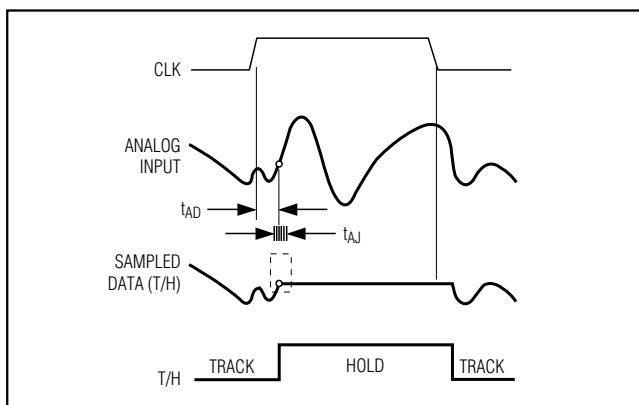 CLK
ANALOG
INPUT
tAD
tAJ
SAMPLED
DATA (T/H)
TRACK
HOLD
TRACK
T/H